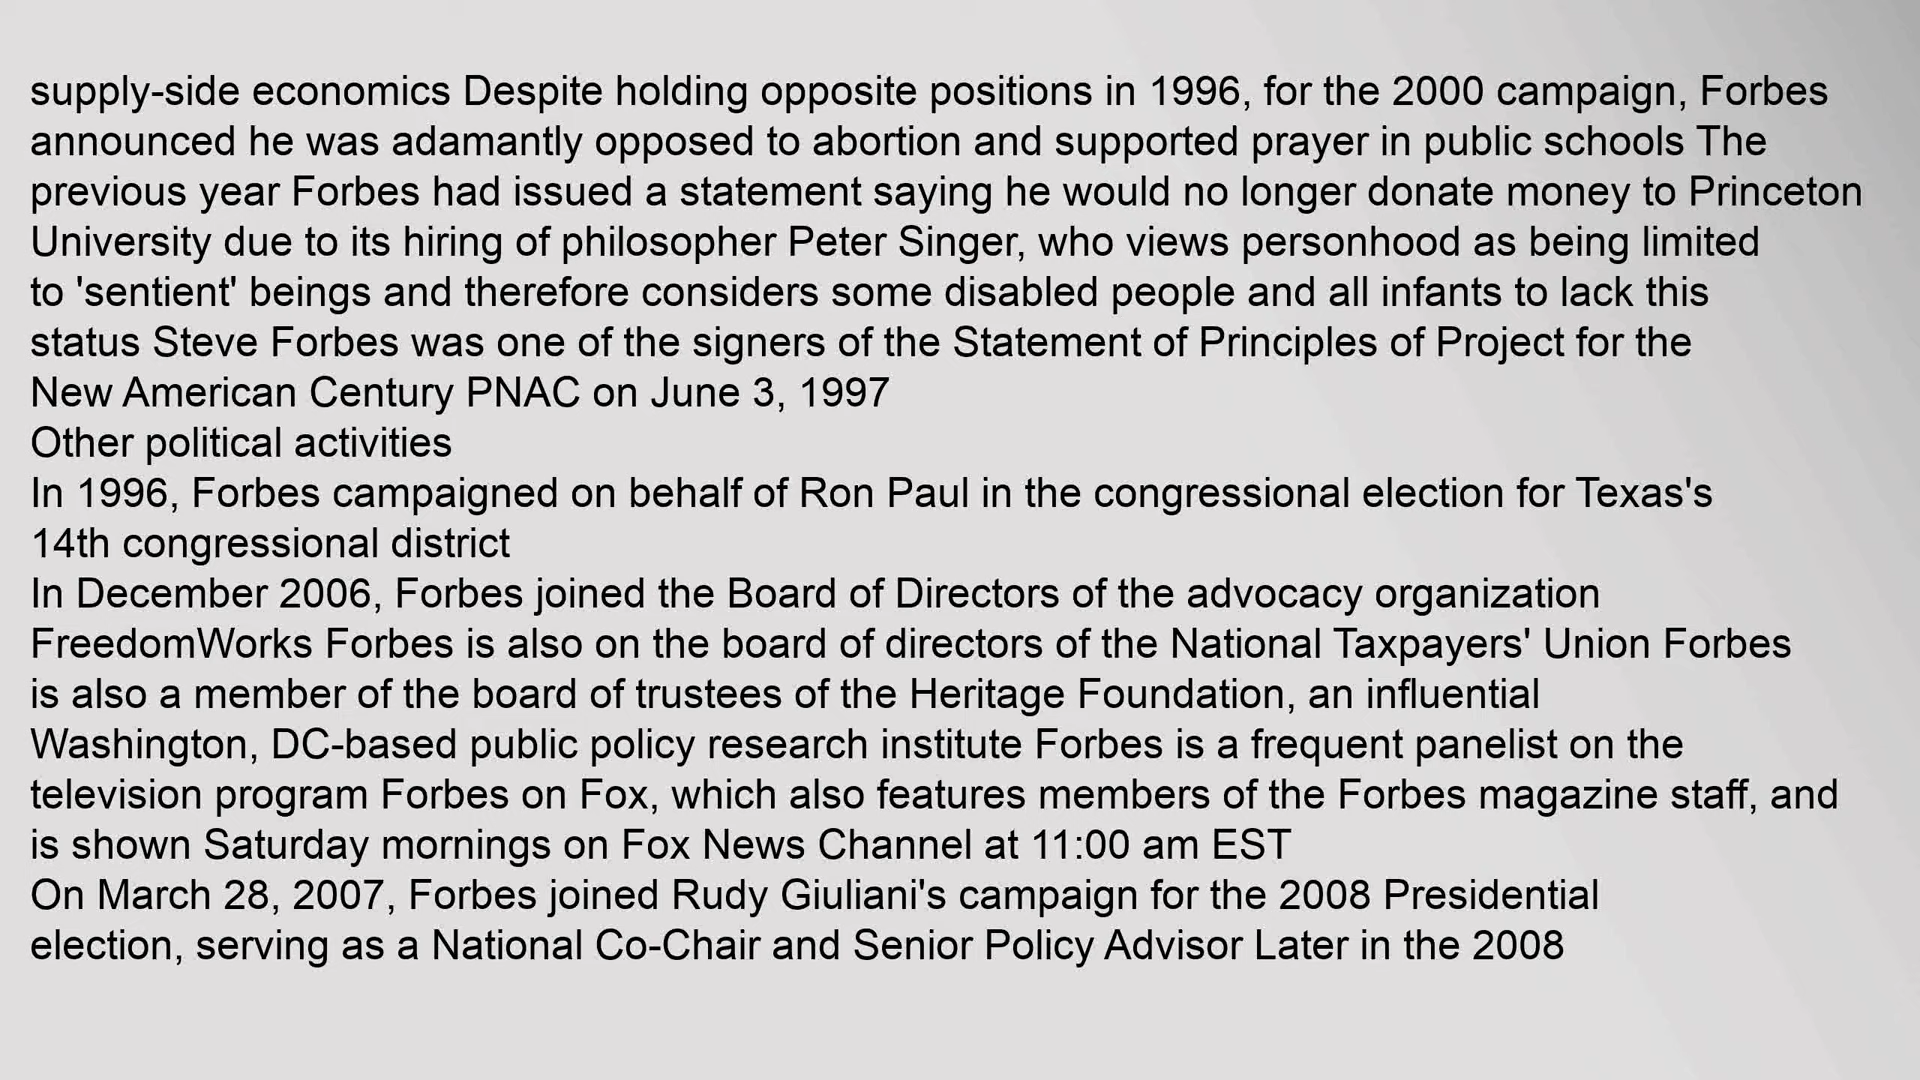 supply-side economics Despite holding opposite positions in 1996, for the 2000 campaign, Forbes
announced he was adamantly opposed to abortion and supported prayer in public schools The
previous year Forbes had issued a statement saying he would no longer donate money to Princeton
University due to its hiring of philosopher Peter Singer, who views personhood as being limited
to 'sentient' beings and therefore considers some disabled people and all infants to lack this
status Steve Forbes was one of the signers of the Statement of Principles of Project for the
New American Century PNAC on June 3, 1997
Other political activities
In 1996, Forbes campaigned on behalf of Ron Paul in the congressional election for Texas's
14th congressional district
In December 2006, Forbes joined the Board of Directors of the advocacy organization
FreedomWorks Forbes is also on the board of directors of the National Taxpayers' Union Forbes
is also a member of the board of trustees of the Heritage Foundation, an influential
Washington, DC-based public policy research institute Forbes is a frequent panelist on the
television program Forbes on Fox, which also features members of the Forbes magazine staff, and
is shown Saturday mornings on Fox News Channel at 11:00 am EST
On March 28, 2007, Forbes joined Rudy Giuliani's campaign for the 2008 Presidential
election, serving as a National Co-Chair and Senior Policy Advisor Later in the 2008